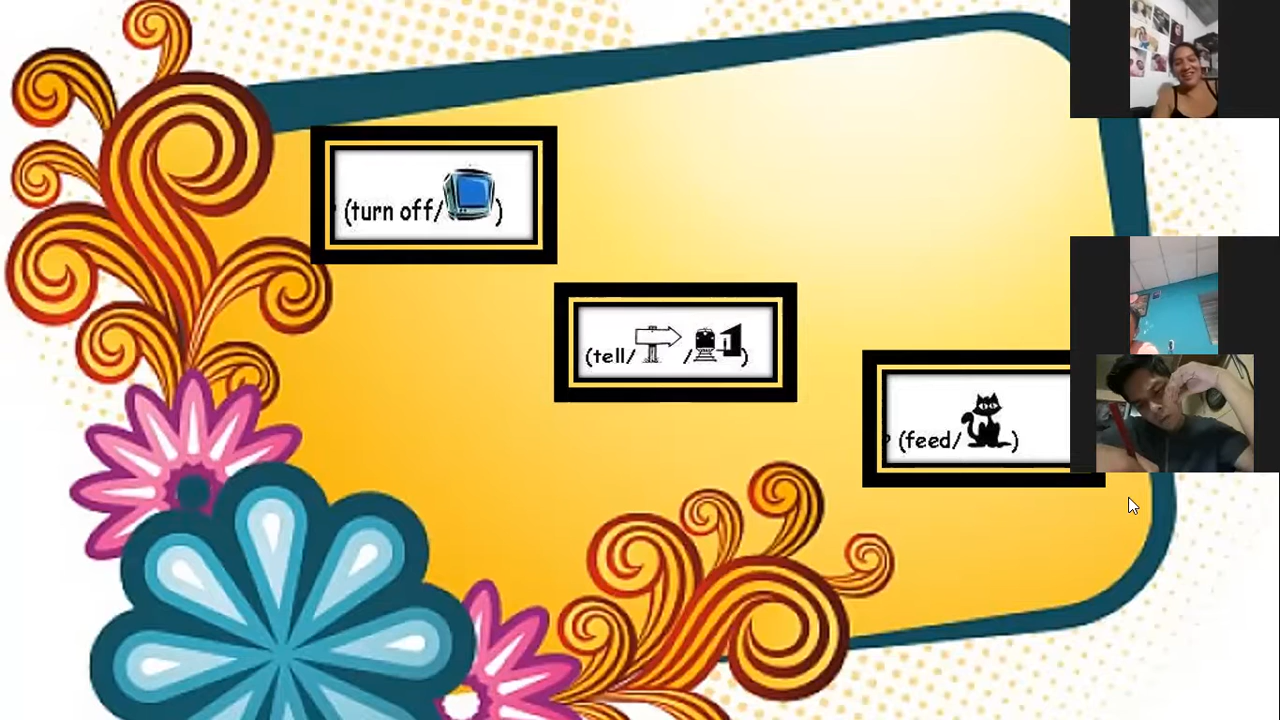 (turn off/ )
(tell/ / )
(feed/ )